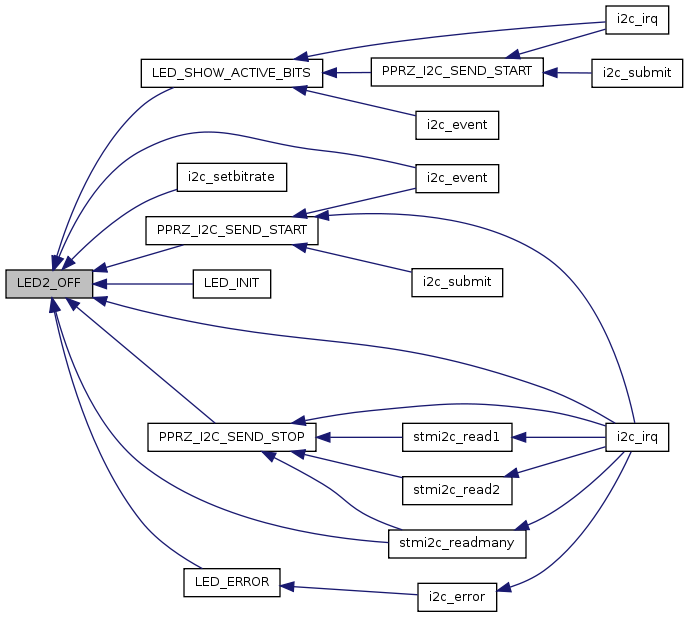 i2c_irq
LED_SHOW_ACTIVE_BITS
PPRZ_I2C_SEND_START
i2c_submit
i2c_event
i2c_event
i2c_setbitrate
PPRZ_I2C_SEND_START
LED2_OFF
LED_INIT
i2c_submit
PPRZ_I2C_SEND_STOP
stmi2c_read1
i2c_irq
stmi2c_read2
stmi2c_readmany
LED_ERROR
i2c_error